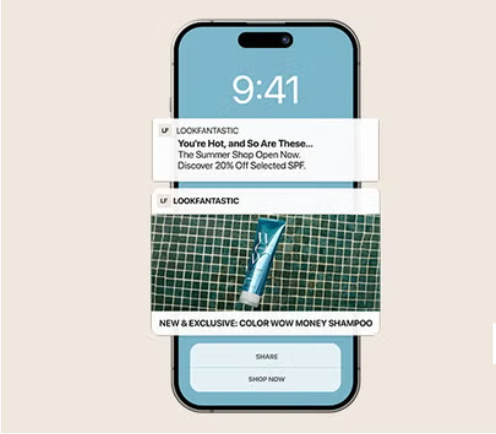 9:41
LF LOOKFANTASTIC
You're Hot, and So Are These...
The Summer Shop Open Now.
Discover 20% Off Selected SPF.
LF LOOKFANTASTIC
WOW
NEW & EXCLUSIVE: COLOR WOW MONEY SHAMPOO
SHARE
SHOP NOW